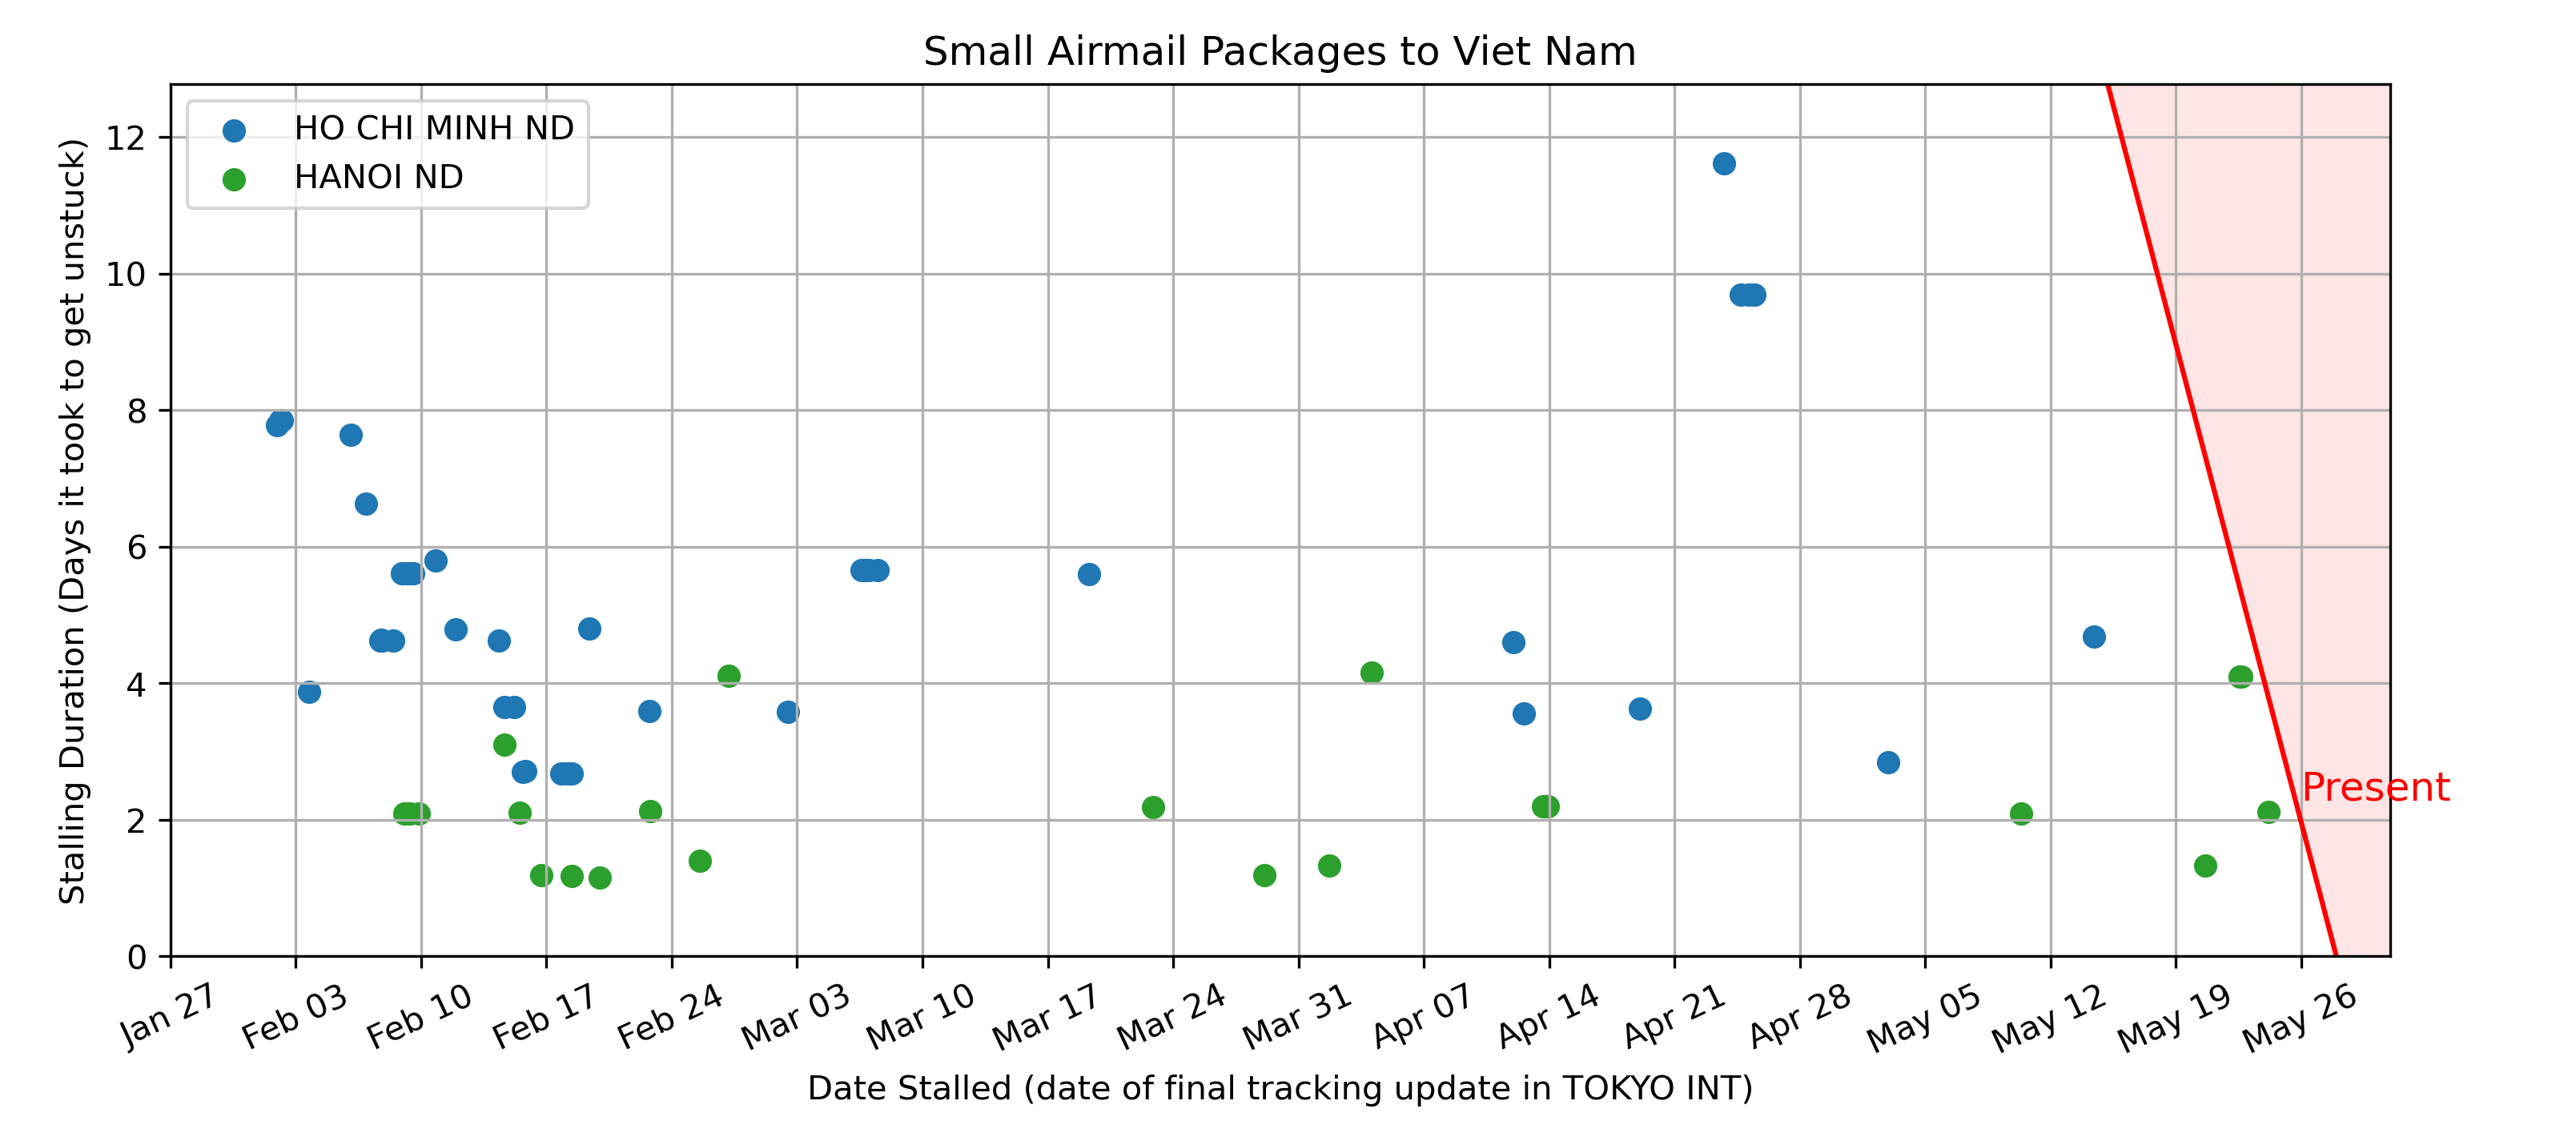 Small Airmail Packages to Viet Nam
HO CHI MINH ND
HANOI ND
Stalling Duration (Days it took to get unstuck)
12
10
8
6
4
2
0
Present
Jan 27
Feb 03
Feb 10
Feb 17
Feb 24
Mar 03
Mar 10
Mar 17
Mar 24
Mar 31
Apr 07
Apr 14
Apr 21
Apr 28
May 05
May 12
May 19
May 26
Date Stalled (date of final tracking update in TOKYO INT)